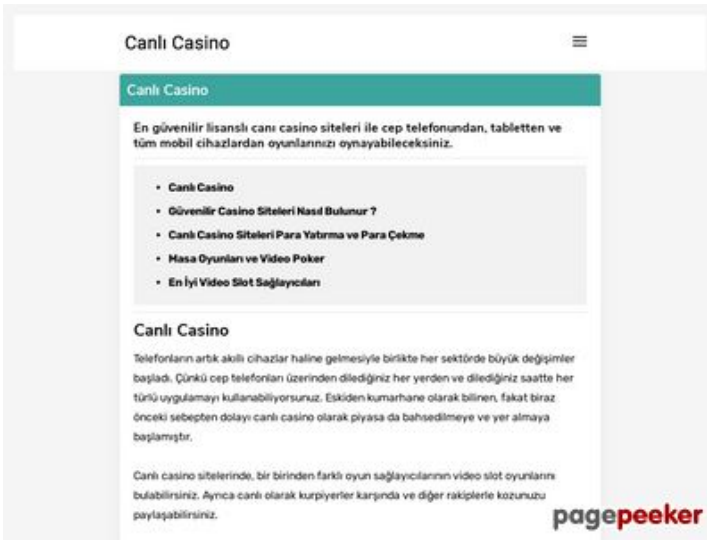 Canlı Casino
Canlı Casino
En güvenilir lisanslı canı casino siteleri ile cep telefonundan, tabletten ve
tüm mobil cihazlardan oyunlarınızı oynayabileceksiniz.
• Canlı Casino
• Güvenilir Casino Siteleri Nasıl Bulunur ?
• Canlı Casino Siteleri Para Yatırma ve Para Çekme
• Masa Oyunları ve Video Poker
• En İyi Video Slot Sağlayıcıları
Canlı Casino
Telefonların artık akıllı cihazlar haline gelmesiyle birlikte her sektörde büyük değişimler
başladı. Çünkü cep telefonları üzerinden dilediğiniz her yerden ve dilediğiniz saatte her
türlü uygulamayı kullanabiliyorsunuz. Eskiden kumarhane olarak bilinen, fakat biraz
önceki sebepten dolayı canlı casino olarak piyasa da bahsedilmeye ve yer almaya
başlamıştır.
Canlı casino sitelerinde, bir birinden farklı oyun sağlayıcılarının video slot oyunlarını
bulabilirsiniz. Ayrıca canlı olarak kurpiyerler karşında ve diğer rakiplerle kozunuzu
paylaşabilirsiniz.
pagepeeker